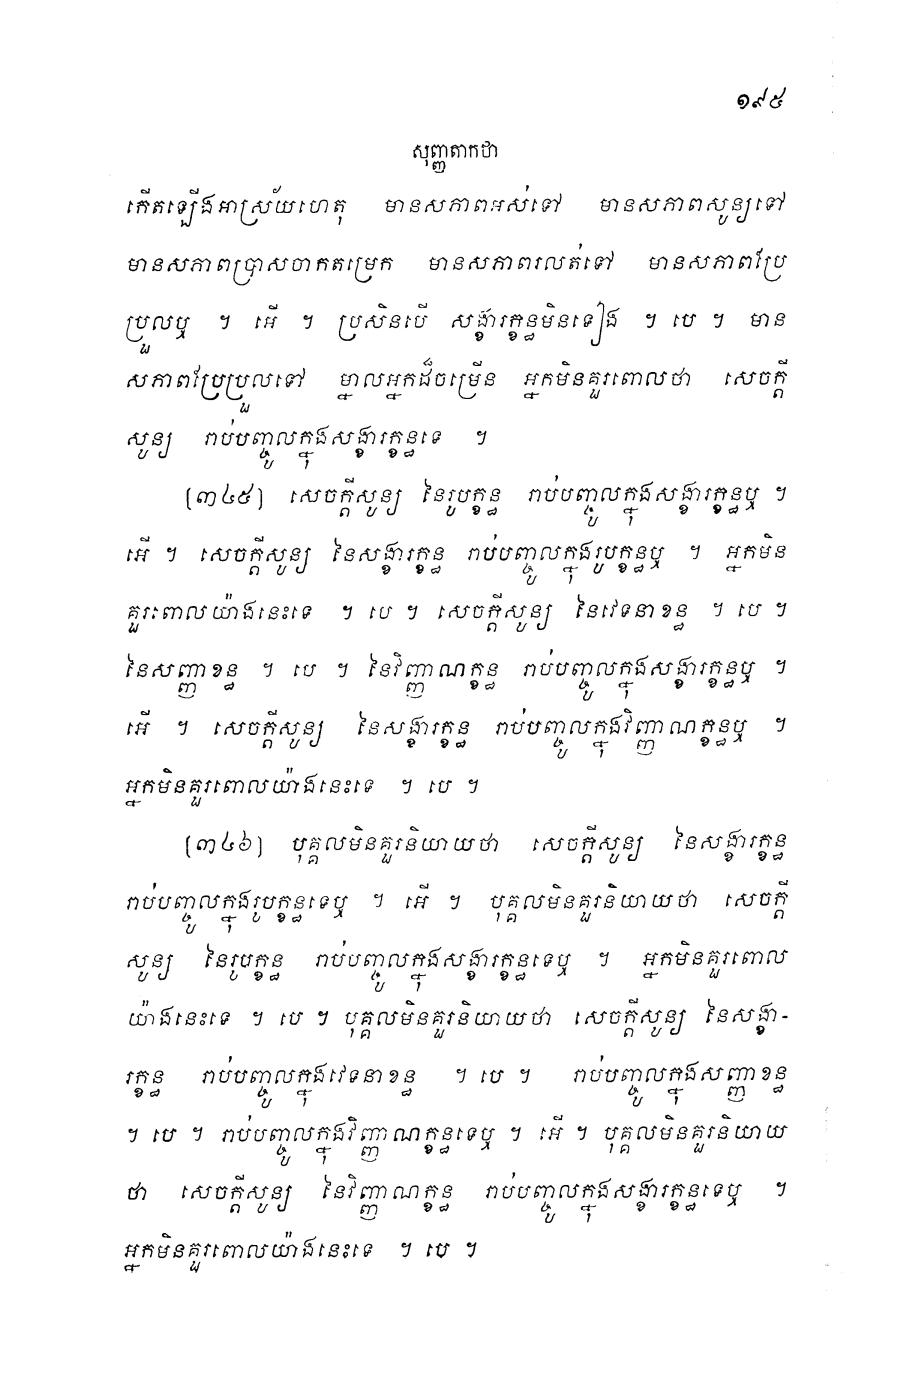 ១៩៥
សុញ្ញតាកថា
កើតឡើងអាស្រ័យហេតុ មានសភាពអស់ទៅ មានសភាពសូន្យទៅ
មានសភាពប្រាសចាកតម្រេក មានសភាពរលត់ទៅ មានសភាពប្រែ
ប្រួលឬ ។ អើ ។ ប្រសិនបើ សង្ខារក្ខន្ធមិនទៀង ។ បេ ។ មាន
សភាពប្រែប្រួលទៅ ម្នាលអ្នកដ៏ចម្រើន អ្នកមិនគួរពោលថា សេចក្តី
សូន្យ រាប់បញ្ចូលក្នុងសង្ខារក្ខន្ធទេ ។
(៣៤៥) សេចក្តីសូន្យ នៃរូបក្ខន្ធ រាប់បញ្ចូលក្នុងសង្ខារក្ខន្ធឬ ។
អើ ។ សេចក្តីសូន្យ នៃសង្ខារក្ខន្ធ រាប់បញ្ចូលក្នុងរូបក្ខន្ធឬ ។ អ្នកមិន
គួរពោលយ៉ាងនេះទេ ។ បេ ។ សេចក្តីសូន្យ នៃវេទនាខន្ធ ។ បេ ។
នៃសញ្ញាខន្ធ ។ បេ ។ នៃវិញ្ញាណក្ខន្ធ រាប់បញ្ចូលក្នុងសង្ខារក្ខន្ធឬ ។
អើ ។ សេចក្តីសូន្យ នៃសង្ខារក្ខន្ធ រាប់បញ្ចូលក្នុងវិញ្ញាណក្ខន្ធឬ ។
អ្នកមិនគួរពោលយ៉ាងនេះទេ ។ បេ ។
(៣៤៦) បុគ្គលមិនគួរនិយាយថា សេចក្តីសូន្យ នៃសង្ខារក្ខន្ធ
រាប់បញ្ចូលក្នុងរូបក្ខន្ធទេឬ ។ អើ ។ បុគ្គលមិនគួរនិយាយថា សេចក្តី
សូន្យ នៃរូបក្ខន្ធ រាប់បញ្ចូលក្នុងសង្ខារក្ខន្ធទេឬ ។ អ្នកមិនគួរពោល
យ៉ាងនេះទេ ។ បេ ។ បុគ្គលមិនគួរនិយាយថា សេចក្តីសូន្យ នៃសង្ខា-
រក្ខន្ធ រាប់បញ្ចូលក្នុងវេទនាខន្ធ ។ បេ ។ រាប់បញ្ចូលក្នុងសញ្ញាខន្ធ
។ បេ ។ រាប់បញ្ចូលក្នុងវិញ្ញាណក្ខន្ធទេឬ ។ អើ ។ បុគ្គលមិនគួរនិយាយ
ថា សេចក្តីសូន្យ នៃវិញ្ញាណក្ខន្ធ រាប់បញ្ចូលក្នុងសង្ខារក្ខន្ធទេឬ ។
អ្នកមិនគួរពោលយ៉ាងនេះទេ ។ បេ ។